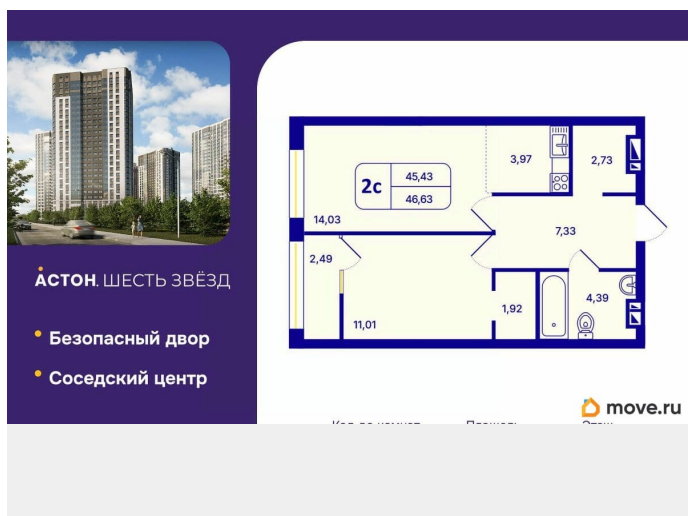 АСТОН. ШЕСТЬ ЗВЁЗД
Безопасный двор
Соседский центр
2с
45,43
46,63
3,97
2,73
14,03
7,33
2,49
4,39
1,92
11,01
move.ru